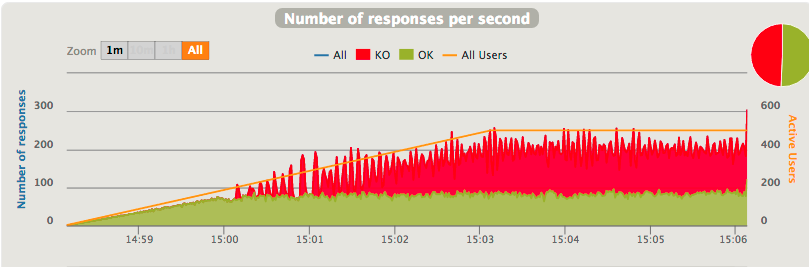 Number of responses per second
Zoom 1m 10m 1h All
All KO OK All Users
Number of responses
300
200
100
0
600
400
200
0
Active Users
14:59 15:00 15:01 15:02 15:03 15:04 15:05 15:06